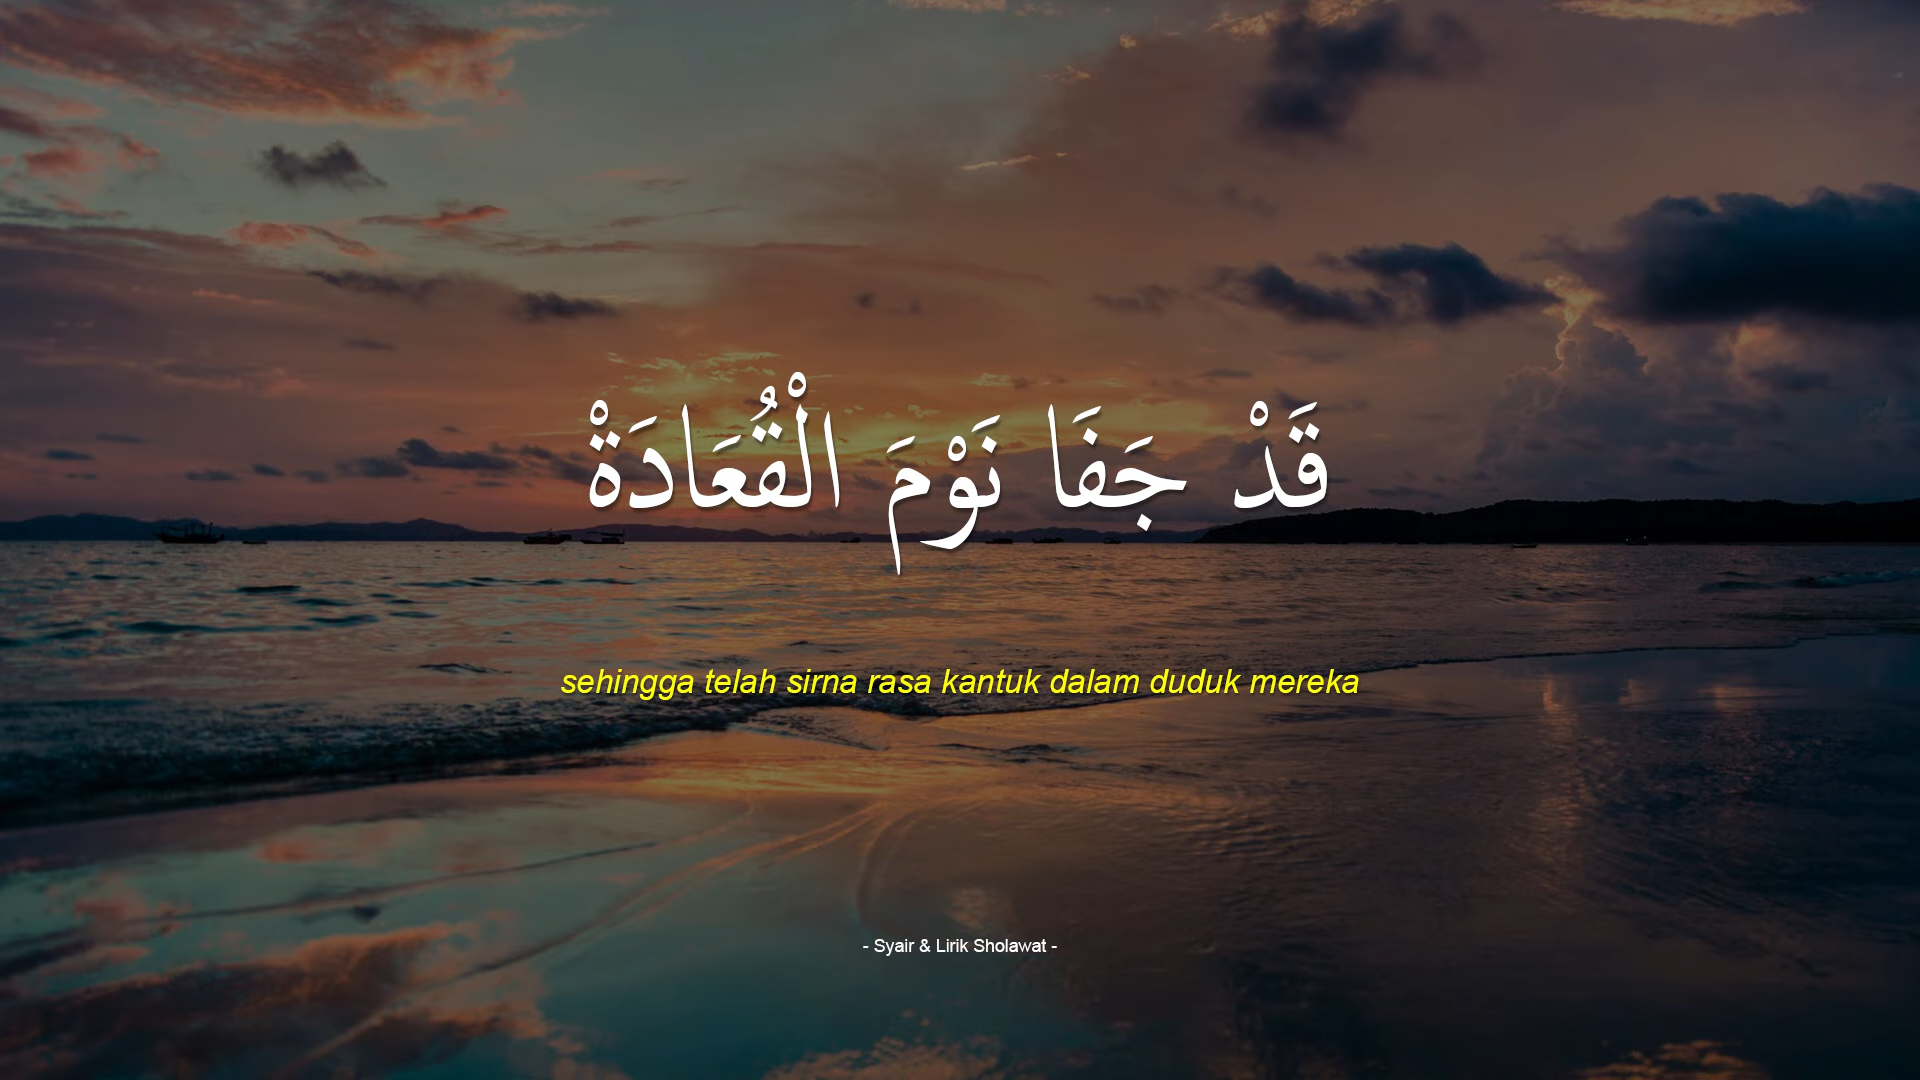 قَدْ جَفَا نَوْمَ الْقُعَادَةْ
sehingga telah sirna rasa kantuk dalam duduk mereka
- Syair & Lirik Sholawat -